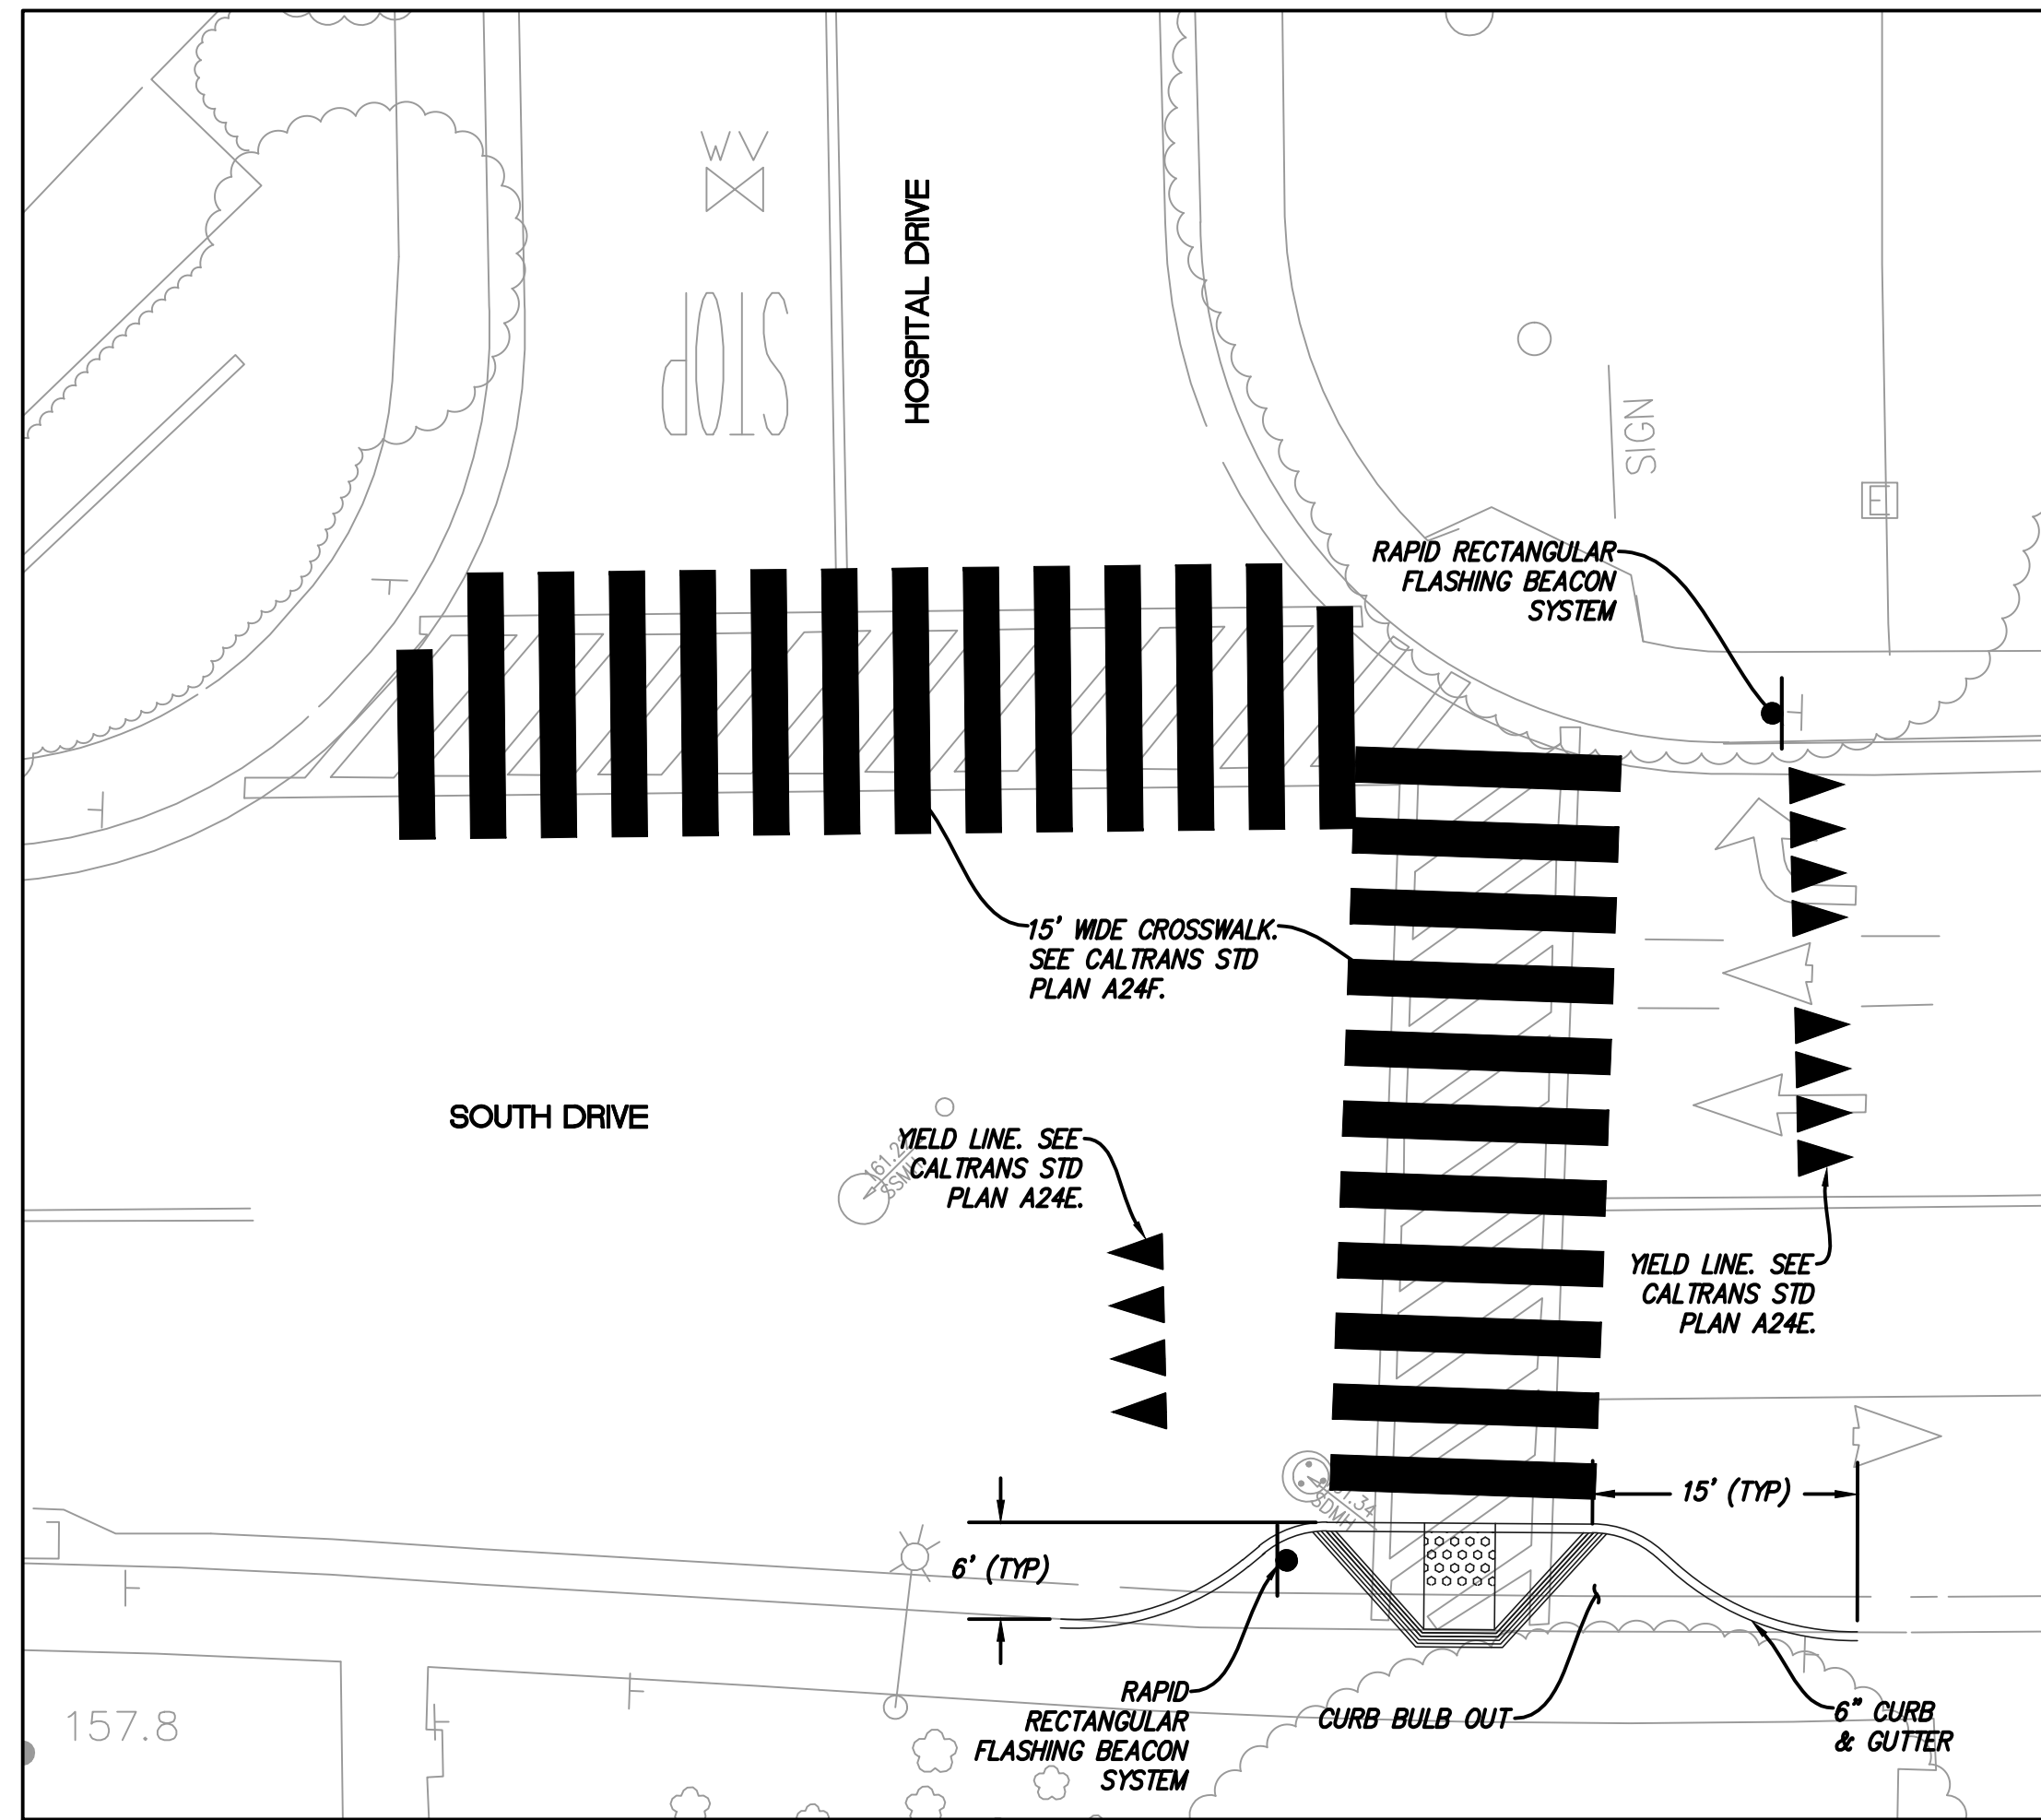 WV
STOP
HOSPITAL DRIVE
SIGN
E
RAPID RECTANGULAR
FLASHING BEACON
SYSTEM
15' WIDE CROSSWALK.
SEE CALTRANS STD
PLAN A24F.
SOUTH DRIVE
YIELD LINE. SEE
CALTRANS STD
PLAN A24E.
SSMH
YIELD LINE. SEE
CALTRANS STD
PLAN A24E.
SDMH
15' (TYP)
6' (TYP)
RAPID
RECTANGULAR
FLASHING BEACON
SYSTEM
CURB BULB OUT
6" CURB
& GUTTER
157.8